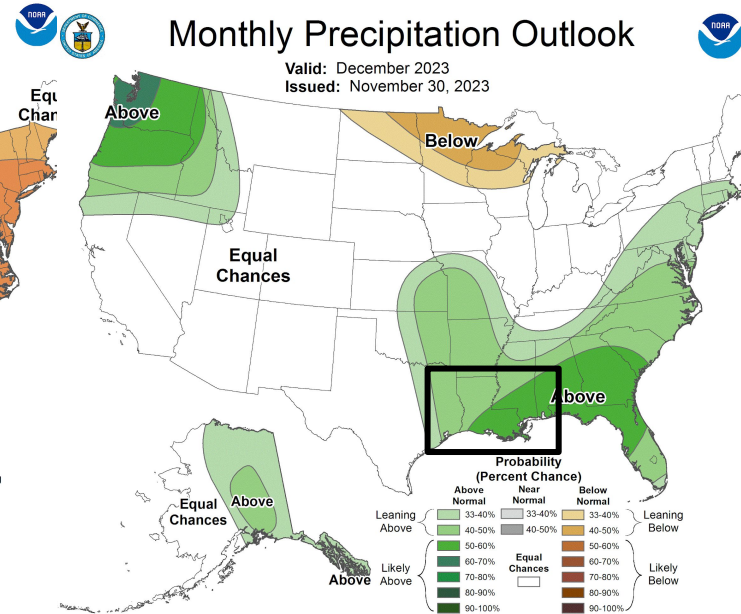 NOAA
NOAA
Monthly Precipitation Outlook
Valid: December 2023
Issued: November 30, 2023
Equ
Chan
Above
Below
Equal
Chances
Above
Equal
Chances
Above
Above
Probability
(Percent Chance)
Above
Normal
Near
Normal
Below
Normal
Leaning
Above
33-40%
40-50%
33-40%
40-50%
33-40%
40-50%
Leaning
Below
Likely
Above
50-60%
60-70%
70-80%
80-90%
90-100%
Equal
Chances
50-60%
60-70%
70-80%
80-90%
90-100%
Likely
Below